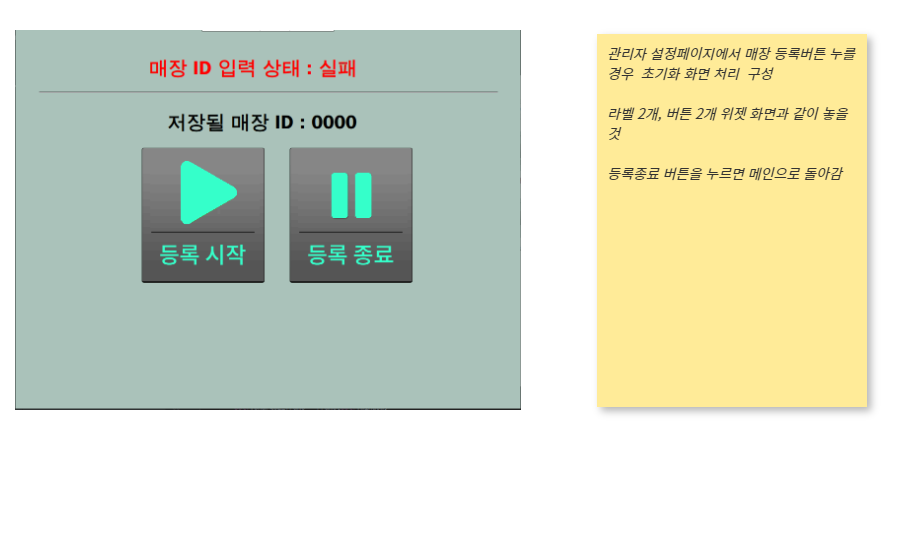 매장 ID 입력 상태 : 실패
저장될 매장 ID : 0000
등록 시작
등록 종료
관리자 설정페이지에서 매장 등록버튼 누를
경우 초기화 화면 처리 구성
라벨 2개, 버튼 2개 위젯 화면과 같이 놓을
것
등록종료 버튼을 누르면 메인으로 돌아감